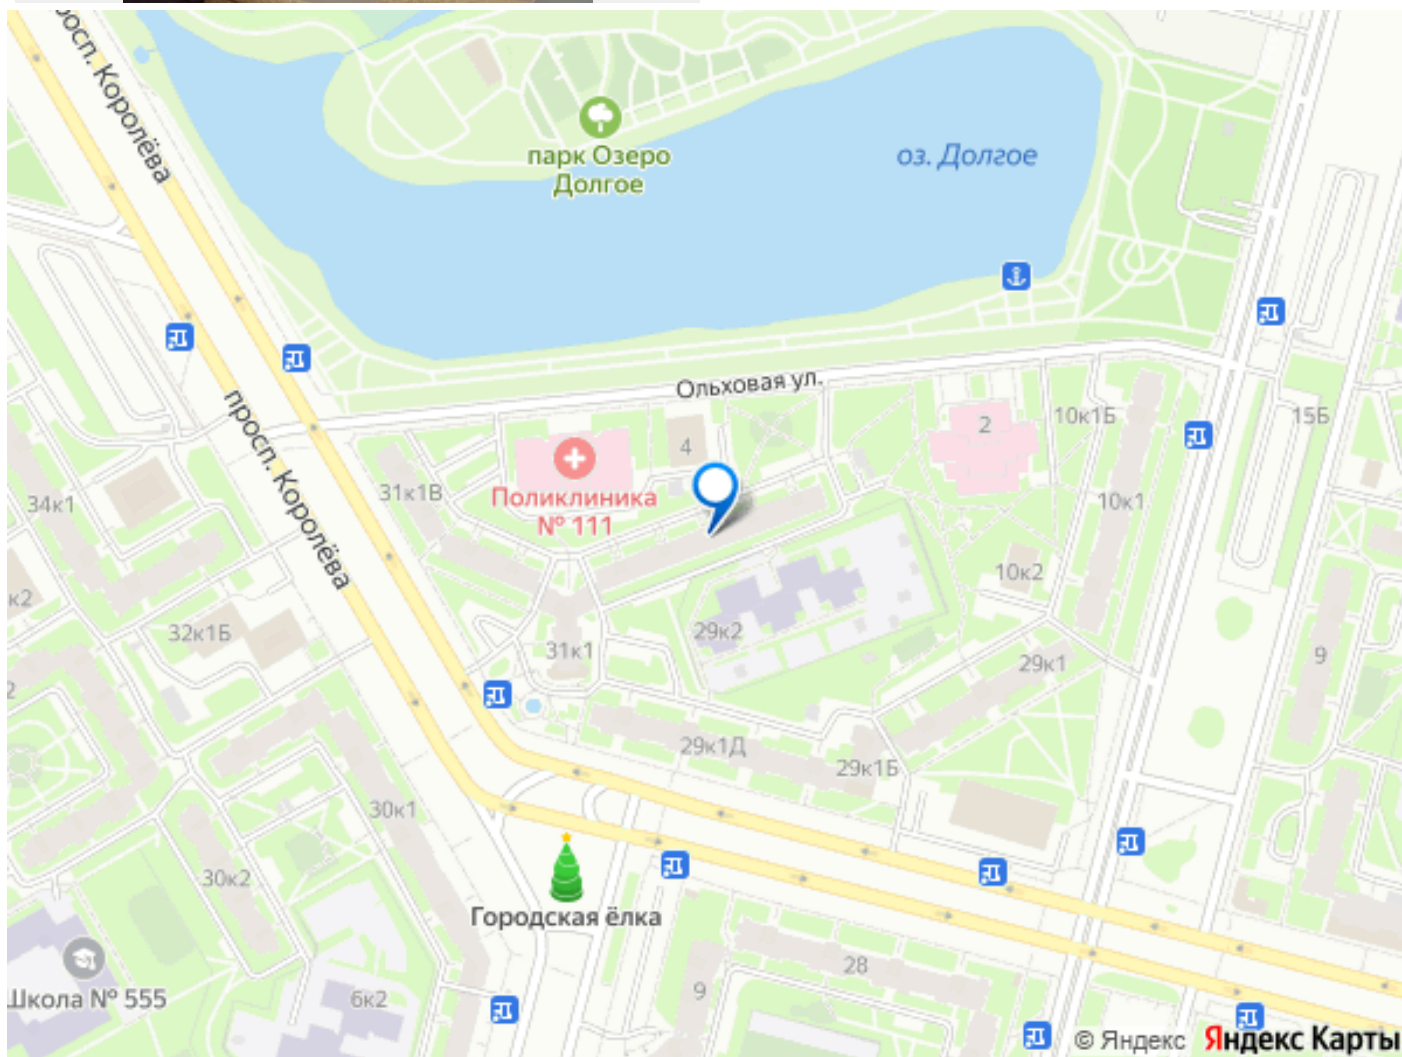 просп. Королёва
парк Озеро
Долгое
оз. Долгое
Ольховая ул.
просп. Королёва
2
10к1Б
15Б
4
31к1В
Поликлиника
№ 111
34к1
10к1
10к2
к2
32к1Б
29к2
31к1
29к1
9
2
29к1Д
29к1Б
30к1
30к2
Городская ёлка
28
Школа № 555
6к2
9
© Яндекс Яндекс Карты